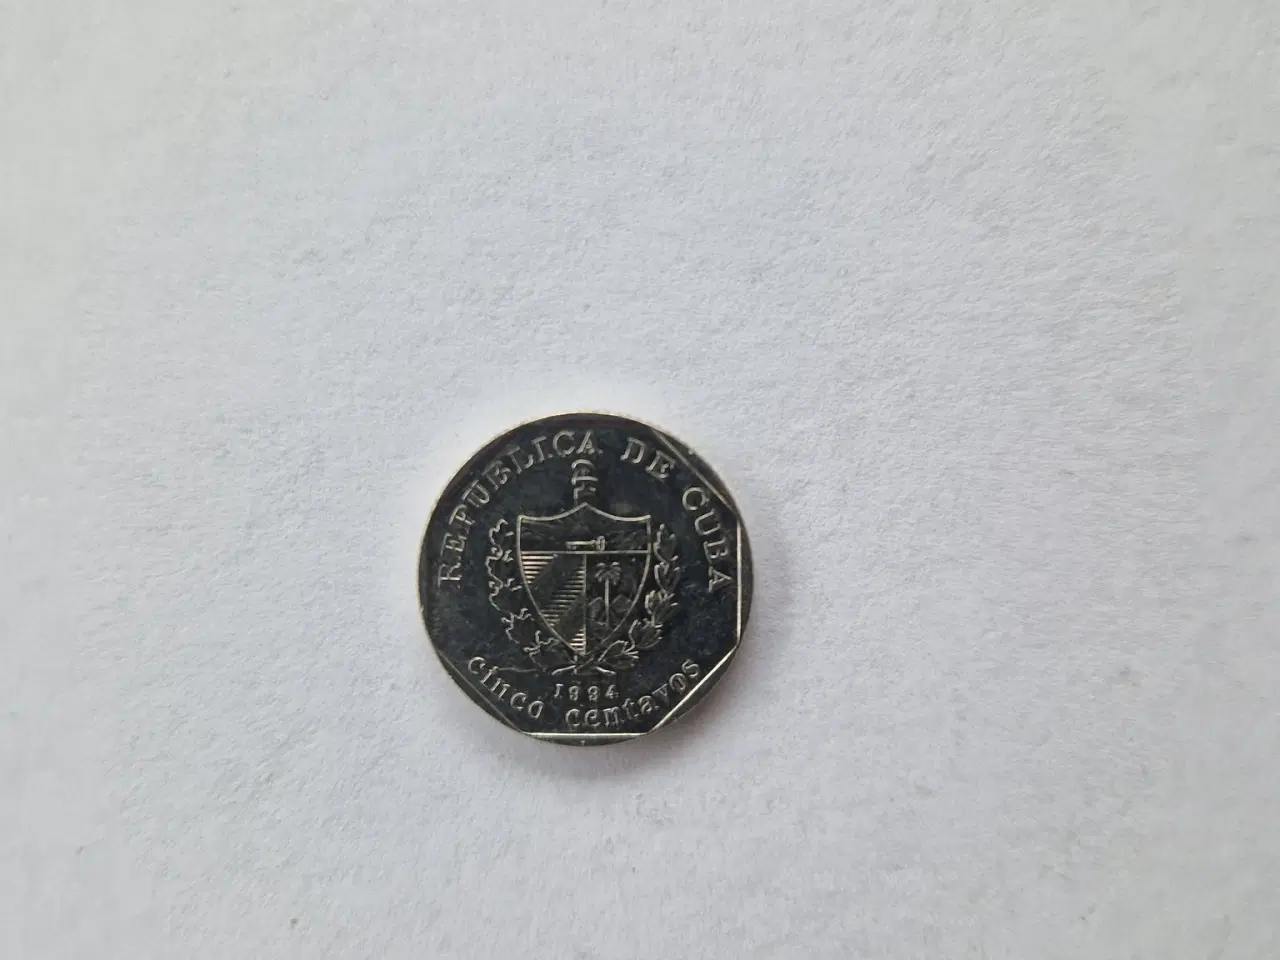 REPUBLICA DE CUBA
1994
cinco centavos